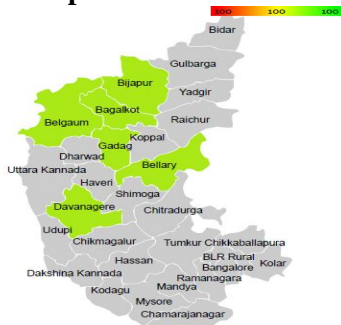 100 100 100
Bidar
Gulbarga
Bijapur
Yadgir
Bagalkot
Raichur
Belgaum
Koppal
Gadag
Dharwad
Bellary
Uttara Kannada
Haveri
Shimoga
Davanagere
Chitradurga
Udupi
Chikmagalur
Tumkur Chikkaballapura
Hassan
BLR Rural
Bangalore Kolar
Dakshina Kannada
Ramanagara
Mandya
Kodagu
Mysore
Chamarajanagar